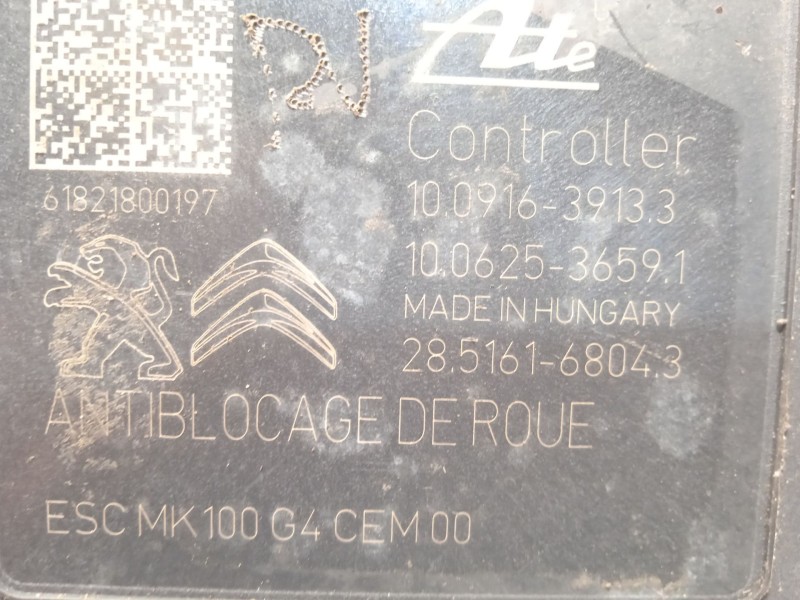 Ate
Controller
61821800197
10.0916-3913.3
10.0625-3659.1
MADE IN HUNGARY
28.5161-6804.3
ANTIBLOCAGE DE ROUE
ESC MK100 G4 CEM 00